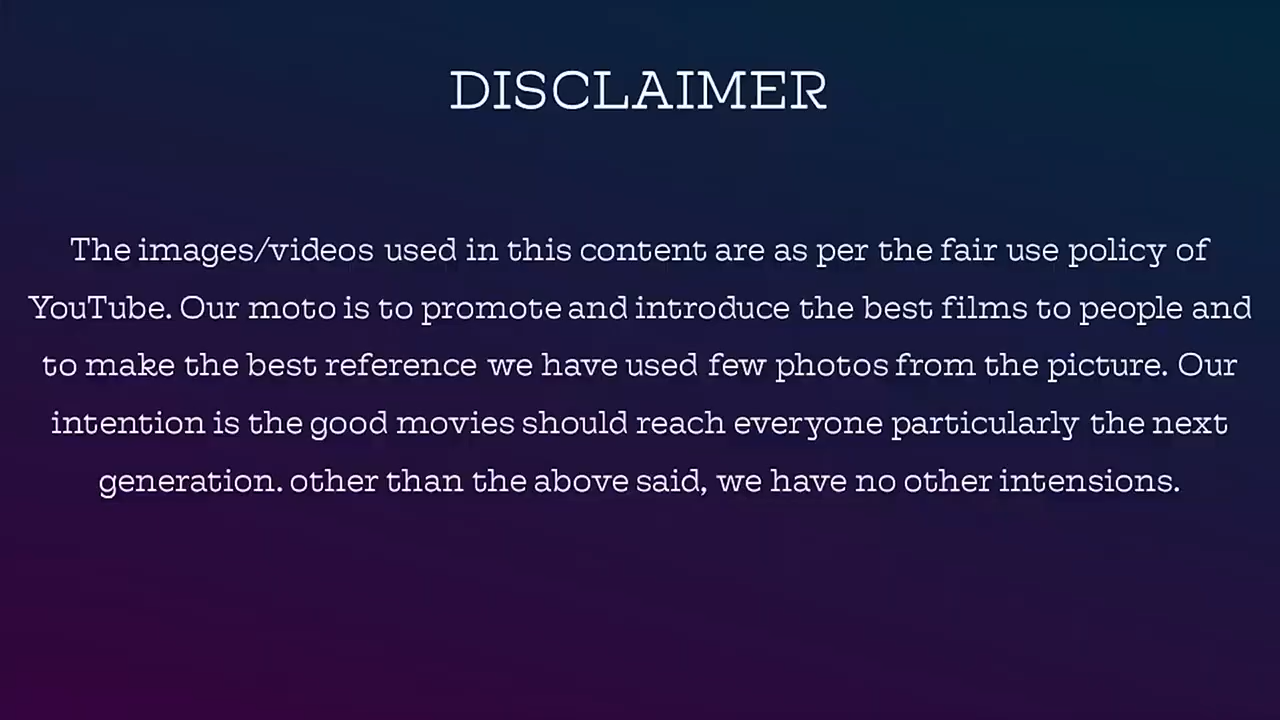 DISCLAIMER
The images/videos used in this content are as per the fair use policy of
YouTube. Our moto is to promote and introduce the best films to people and
to make the best reference we have used few photos from the picture. Our
intention is the good movies should reach everyone particularly the next
generation. other than the above said, we have no other intensions.